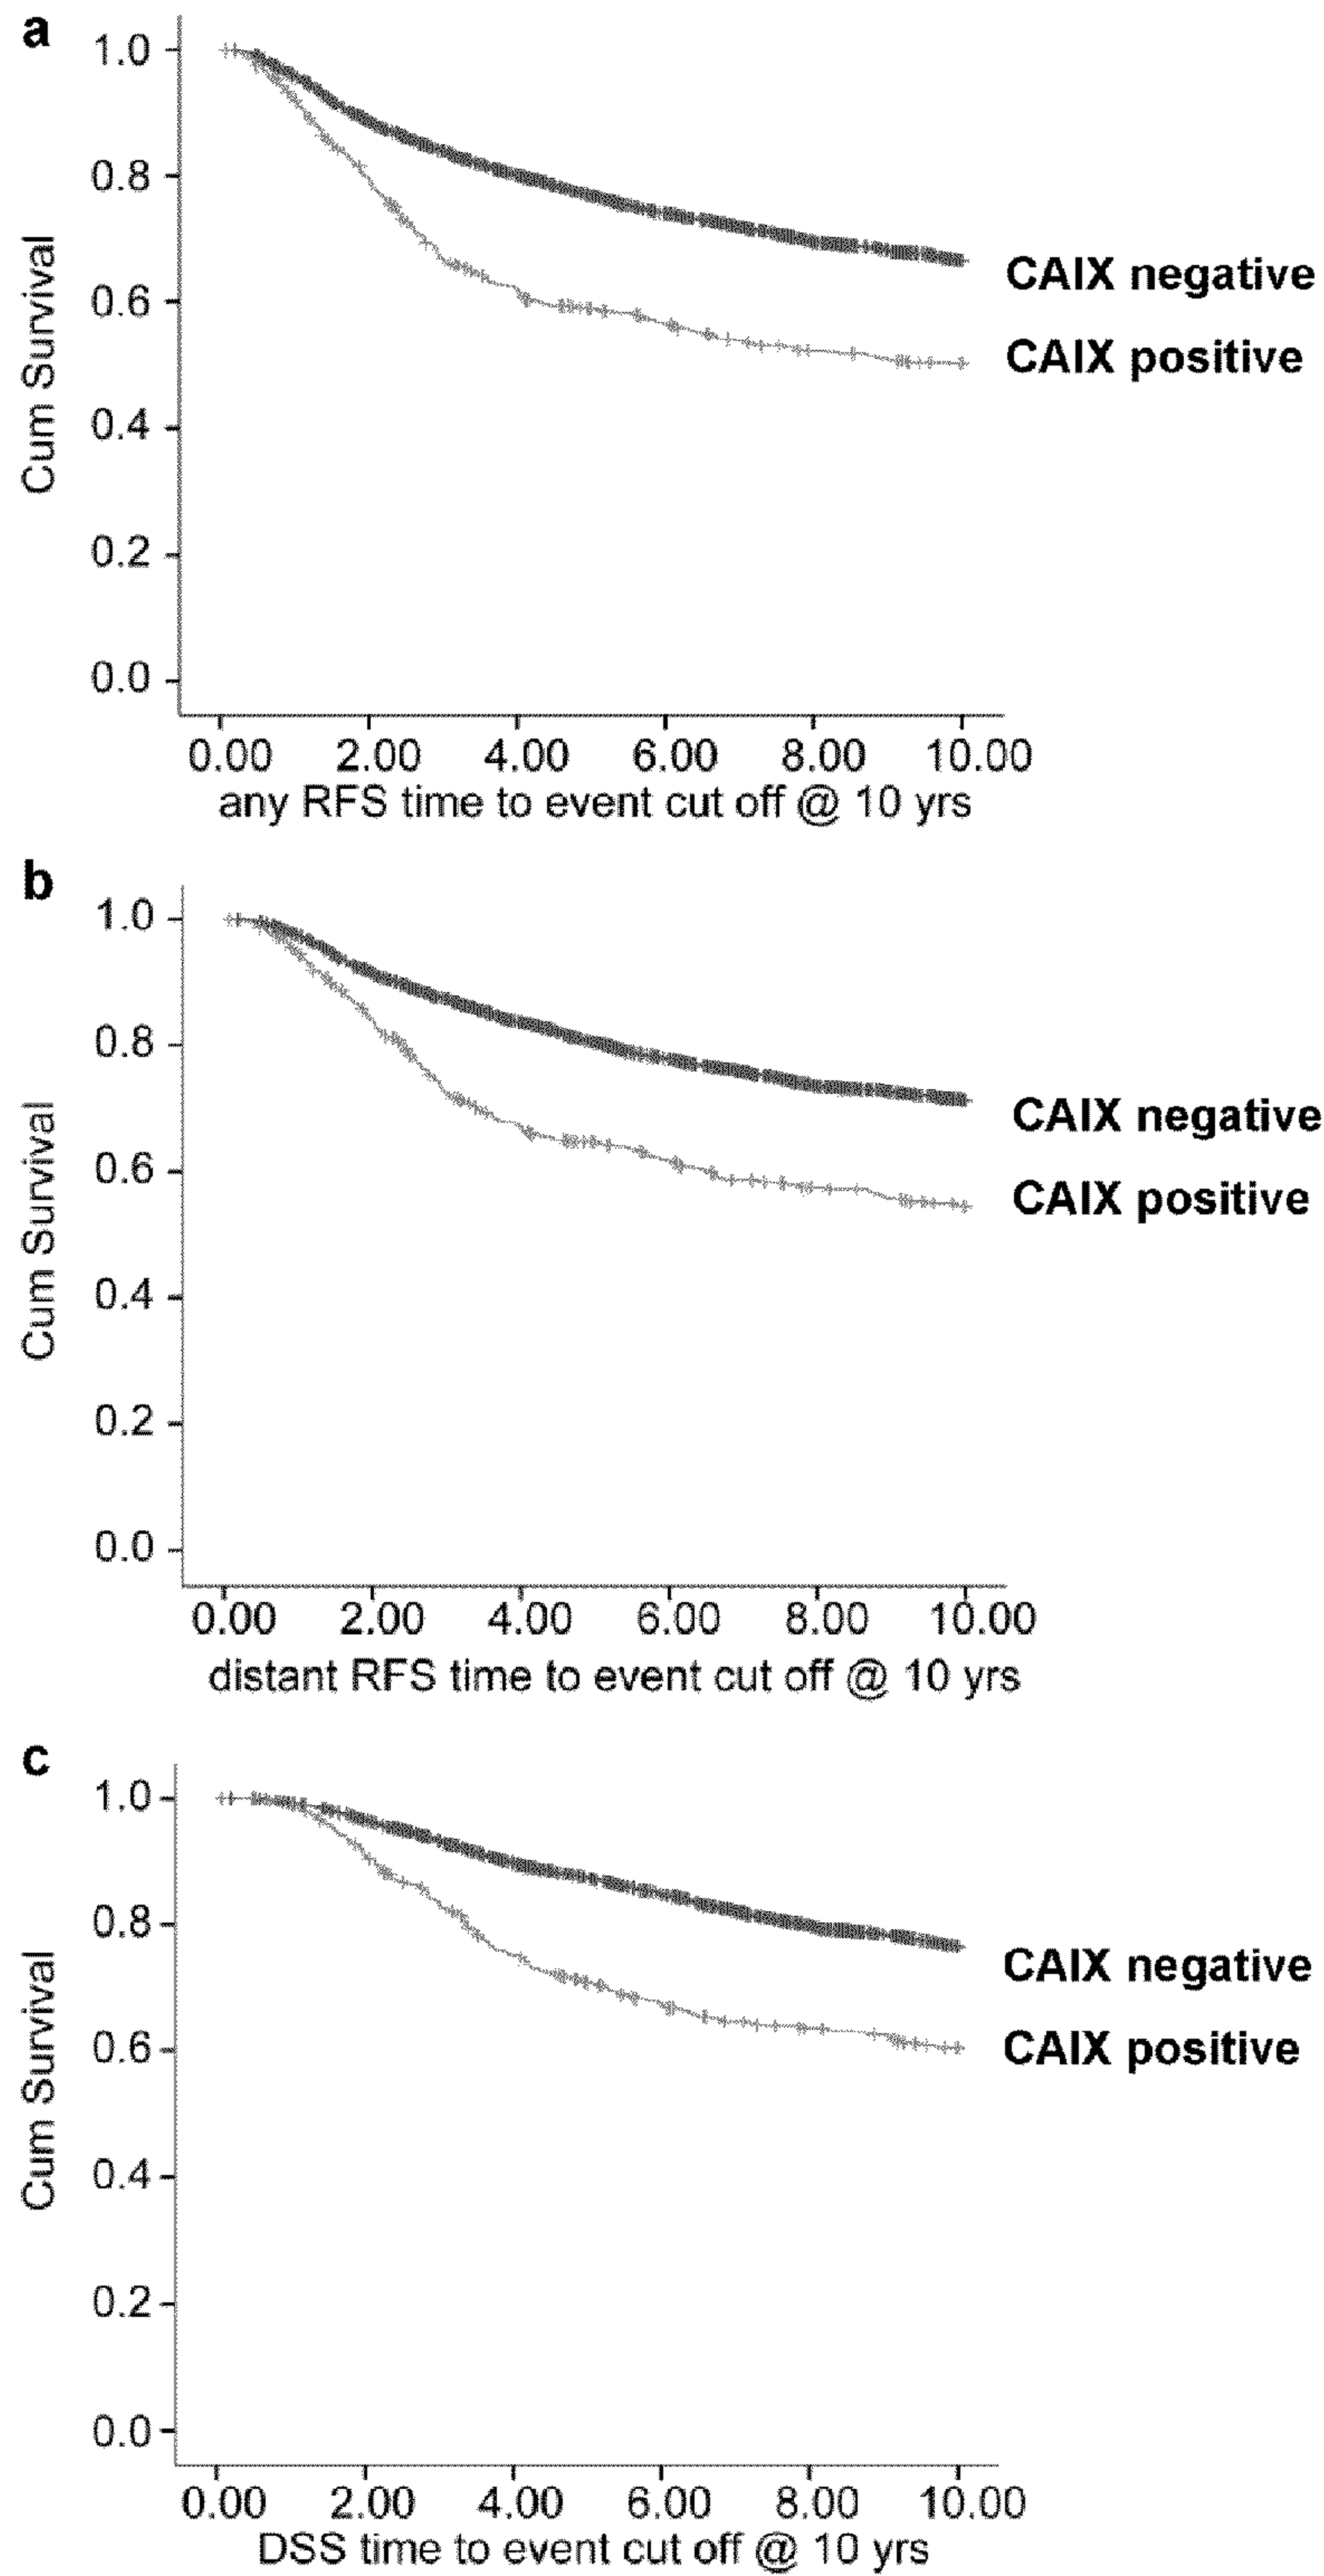 a
Cum Survival
1.0
0.8
0.6
0.4
0.2
0.0
CAIX negative
CAIX positive
0.00 2.00 4.00 6.00 8.00 10.00
any RFS time to event cut off @ 10 yrs
b
Cum Survival
1.0
0.8
0.6
0.4
0.2
0.0
CAIX negative
CAIX positive
0.00 2.00 4.00 6.00 8.00 10.00
distant RFS time to event cut off @ 10 yrs
c
Cum Survival
1.0
0.8
0.6
0.4
0.2
0.0
CAIX negative
CAIX positive
0.00 2.00 4.00 6.00 8.00 10.00
DSS time to event cut off @ 10 yrs